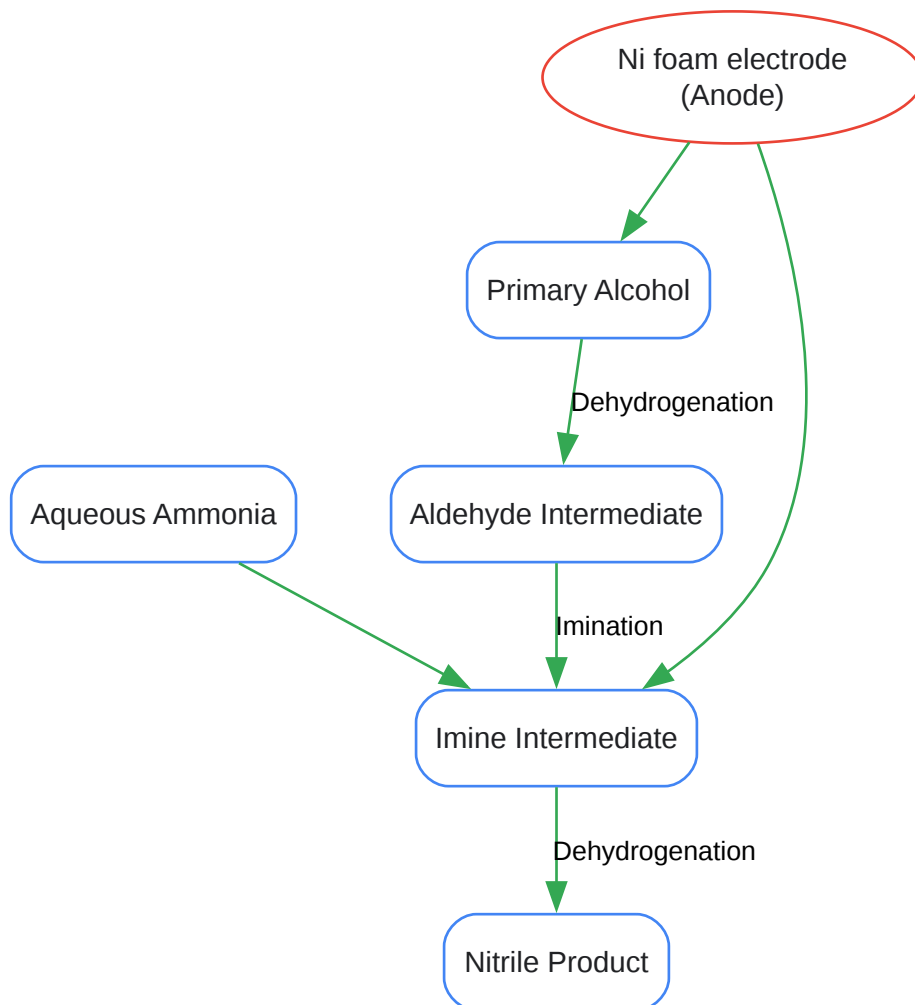 Ni foam electrode
(Anode)
Primary Alcohol
Dehydrogenation
Aqueous Ammonia
Aldehyde Intermediate
Imination
Imine Intermediate
Dehydrogenation
Nitrile Product